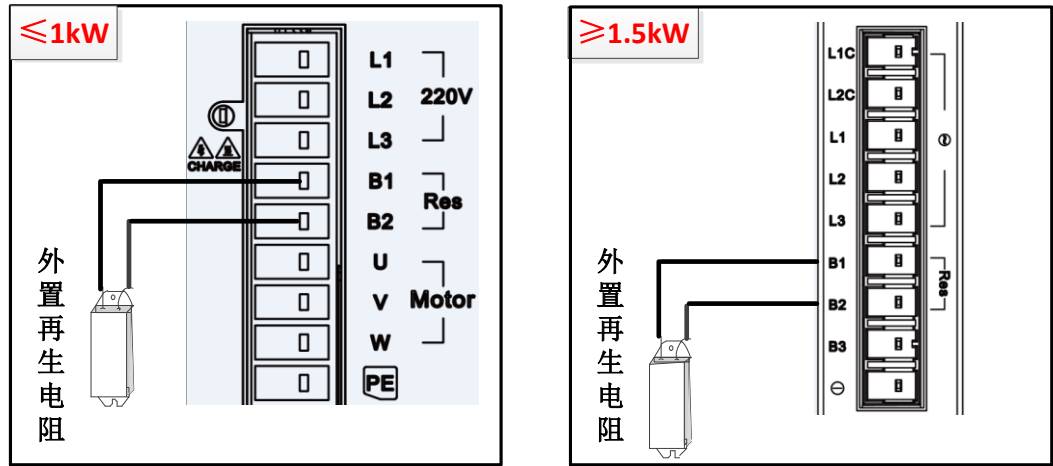 ≤1kW
L1
L2
220V
L3
CHARGE
B1
Res
B2
U
V
Motor
W
PE
外置再生电阻
≥1.5kW
L1C
L2C
L1
L2
L3
B1
Res
B2
B3
外置再生电阻